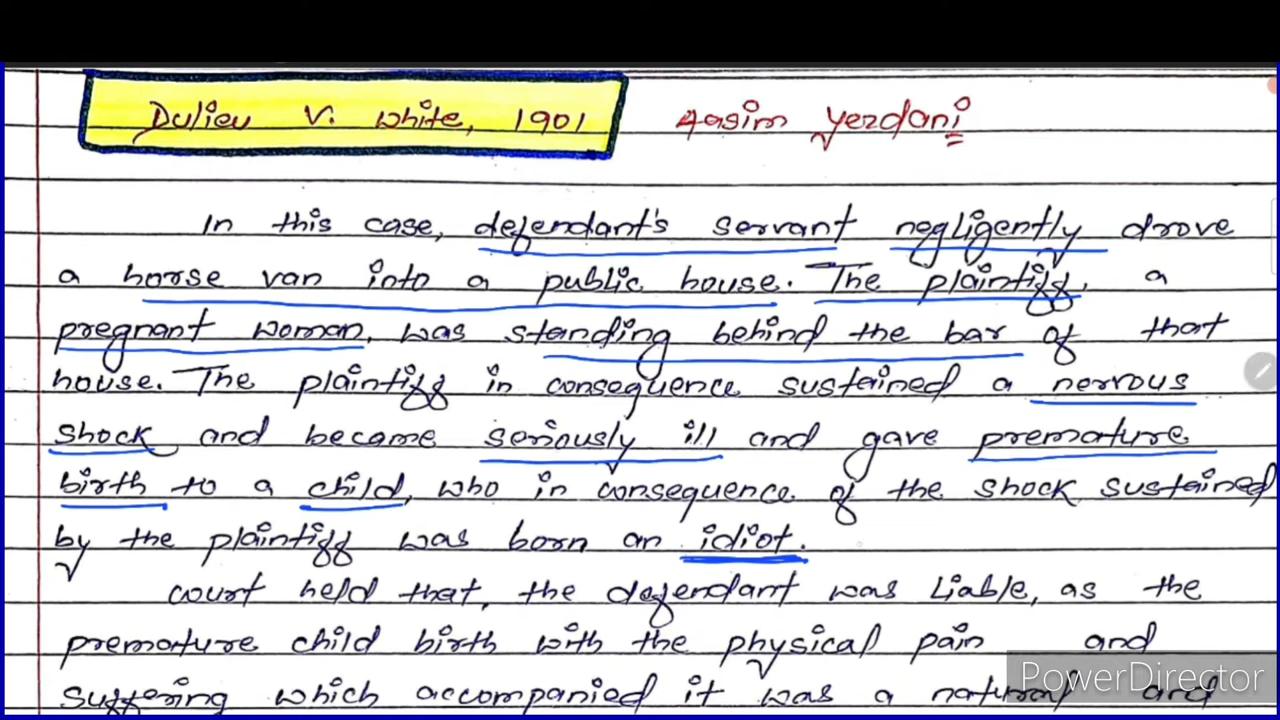 Dulieu V. White, 1901 Aasim Yezdani
In this case, defendant's servant negligently drove
a horse van into a public house. The plaintiff, a
pregnant woman, was standing behind the bar of that
house. The plaintiff in consequence sustained a nervous
shock and became seriously ill and gave premature
birth to a child, who in consequence of the shock sustained
by the plaintiff was born an idiot.
Court held that, the defendant was liable, as the
premature child birth with the physical pain and
suffering which accompanied it was a natural and
PowerDirector